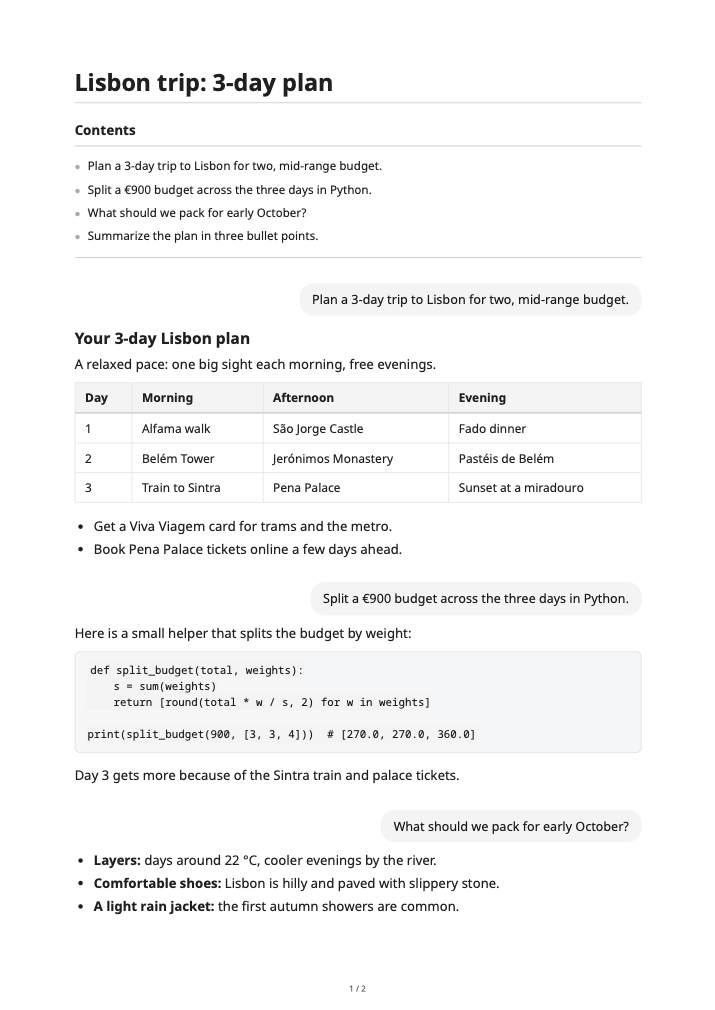 Lisbon trip: 3-day plan
Contents
Plan a 3-day trip to Lisbon for two, mid-range budget.
Split a €900 budget across the three days in Python.
What should we pack for early October?
Summarize the plan in three bullet points.
Plan a 3-day trip to Lisbon for two, mid-range budget.
Your 3-day Lisbon plan
A relaxed pace: one big sight each morning, free evenings.
Day Morning Afternoon Evening
1 Alfama walk São Jorge Castle Fado dinner
2 Belém Tower Jerónimos Monastery Pastéis de Belém
3 Train to Sintra Pena Palace Sunset at a miradouro
• Get a Viva Viagem card for trams and the metro.
• Book Pena Palace tickets online a few days ahead.
Split a €900 budget across the three days in Python.
Here is a small helper that splits the budget by weight:
def split_budget(total, weights):
    s = sum(weights)
    return [round(total * w / s, 2) for w in weights]
print(split_budget(900, [3, 3, 4]))  # [270.0, 270.0, 360.0]
Day 3 gets more because of the Sintra train and palace tickets.
What should we pack for early October?
• Layers: days around 22 °C, cooler evenings by the river.
• Comfortable shoes: Lisbon is hilly and paved with slippery stone.
• A light rain jacket: the first autumn showers are common.
1 / 2